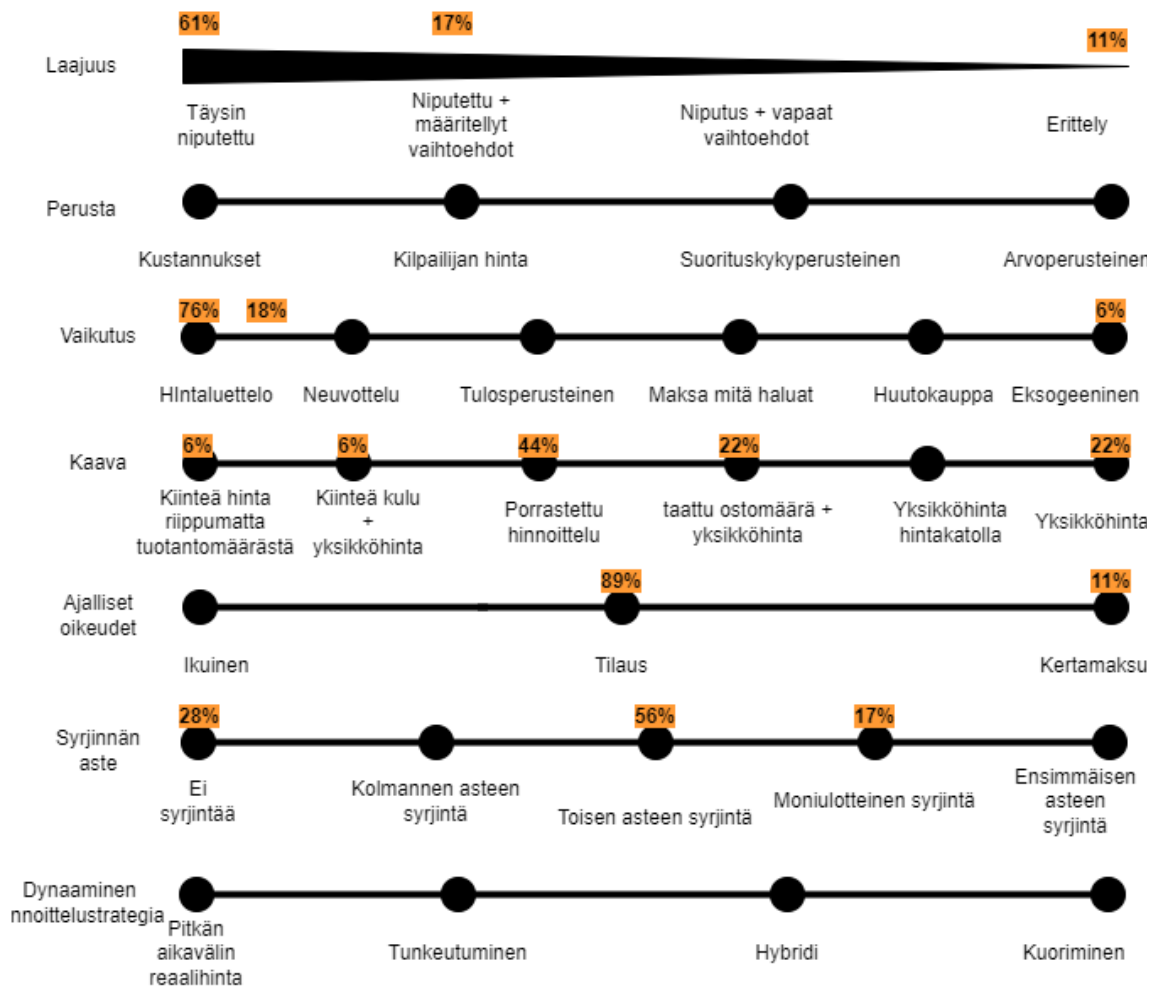 61%
17%
11%
Laajuus
Täysin
niputettu
Niputettu +
määritellyt
vaihtoehdot
Niputus + vapaat
vaihtoehdot
Erittely
Perusta
Kustannukset
Kilpailijan hinta
Suorituskykyperusteinen
Arvoperusteinen
76%
18%
6%
Vaikutus
HIntaluettelo
Neuvottelu
Tulosperusteinen
Maksa mitä haluat
Huutokauppa
Eksogeeninen
6%
6%
44%
22%
22%
Kaava
Kiinteä hinta
riippumatta
tuotantomäärästä
Kiinteä kulu
+
yksikköhinta
Porrastettu
hinnoittelu
taattu ostomäärä +
yksikköhinta
Yksikköhinta
hintakatolla
Yksikköhinta
89%
11%
Ajalliset
oikeudet
Ikuinen
Tilaus
Kertamaksu
28%
56%
17%
Syrjinnän
aste
Ei
syrjintää
Kolmannen asteen
syrjintä
Toisen asteen syrjintä
Moniulotteinen syrjintä
Ensimmäisen
asteen
syrjintä
Dynaaminen
nnoittelustrategia
Pitkän
aikavälin
reaalihinta
Tunkeutuminen
Hybridi
Kuoriminen